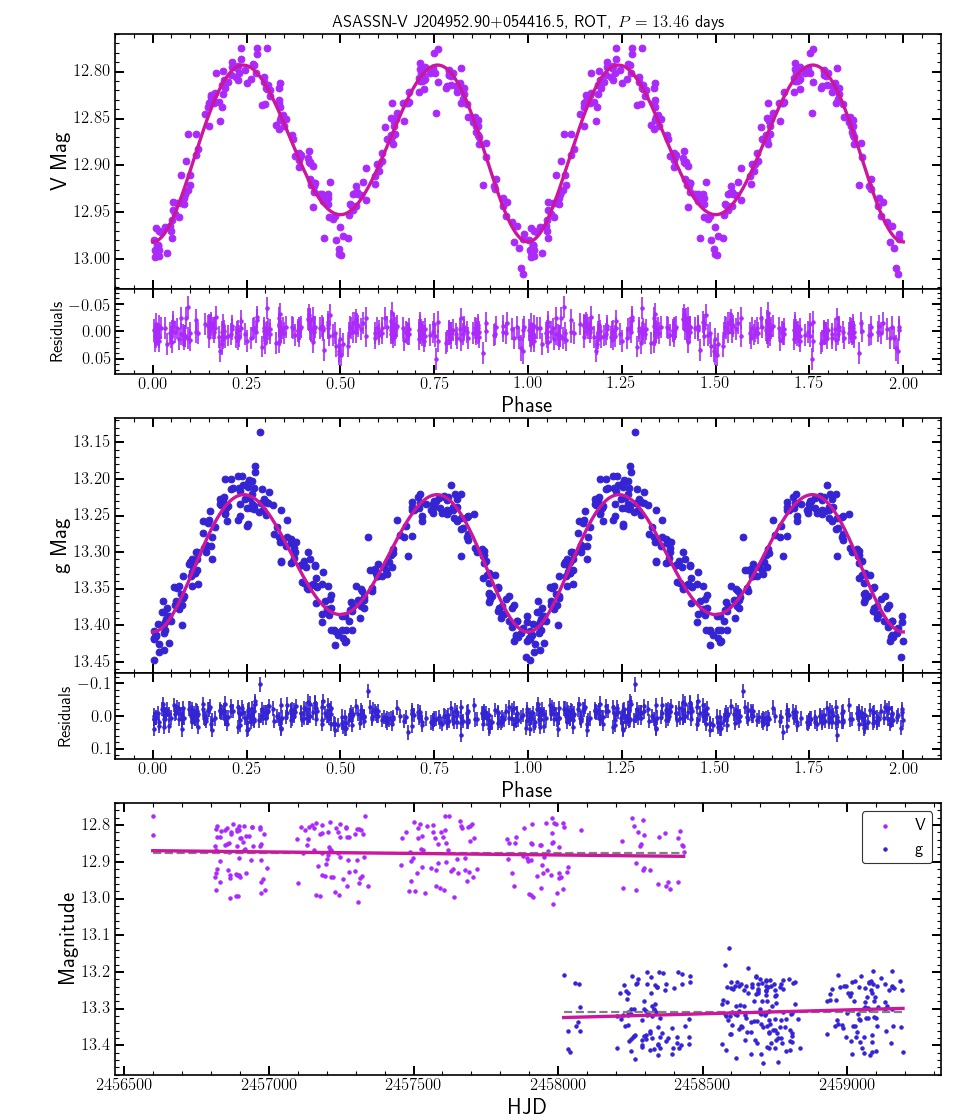 ASASSN-V J204952.90+054416.5, ROT, P = 13.46 days
12.80
12.85
12.90
12.95
13.00
V Mag
−0.05
0.00
0.05
Residuals
0.00 0.25 0.50 0.75 1.00 1.25 1.50 1.75 2.00
Phase
13.15
13.20
13.25
13.30
13.35
13.40
13.45
g Mag
−0.1
0.0
0.1
Residuals
0.00 0.25 0.50 0.75 1.00 1.25 1.50 1.75 2.00
Phase
V
g
12.8
12.9
13.0
13.1
13.2
13.3
13.4
Magnitude
2456500 2457000 2457500 2458000 2458500 2459000
HJD